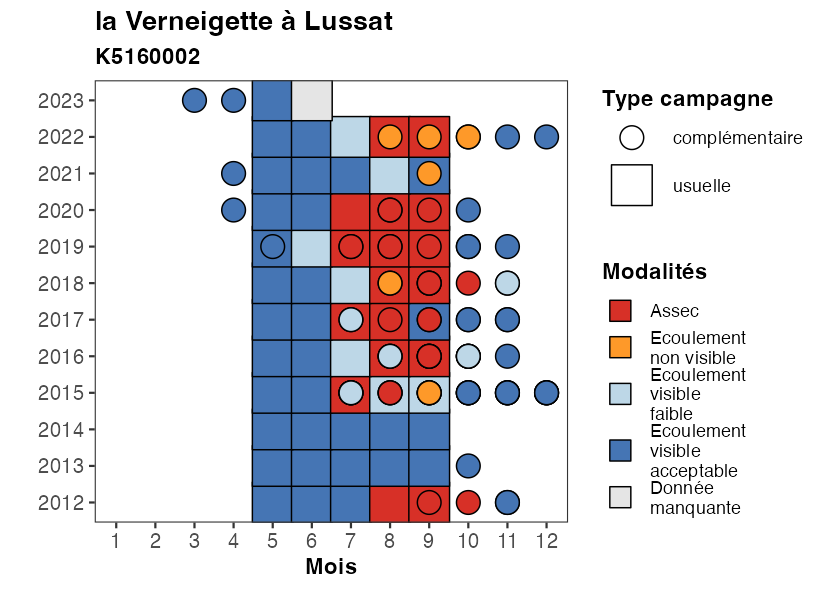 la Verneigette à Lussat
K5160002
2023
2022
2021
2020
2019
2018
2017
2016
2015
2014
2013
2012
1 2 3 4 5 6 7 8 9 10 11 12
Mois
Type campagne
complémentaire
usuelle
Modalités
Assec
Ecoulement
non visible
Ecoulement
visible
faible
Ecoulement
visible
acceptable
Donnée
manquante